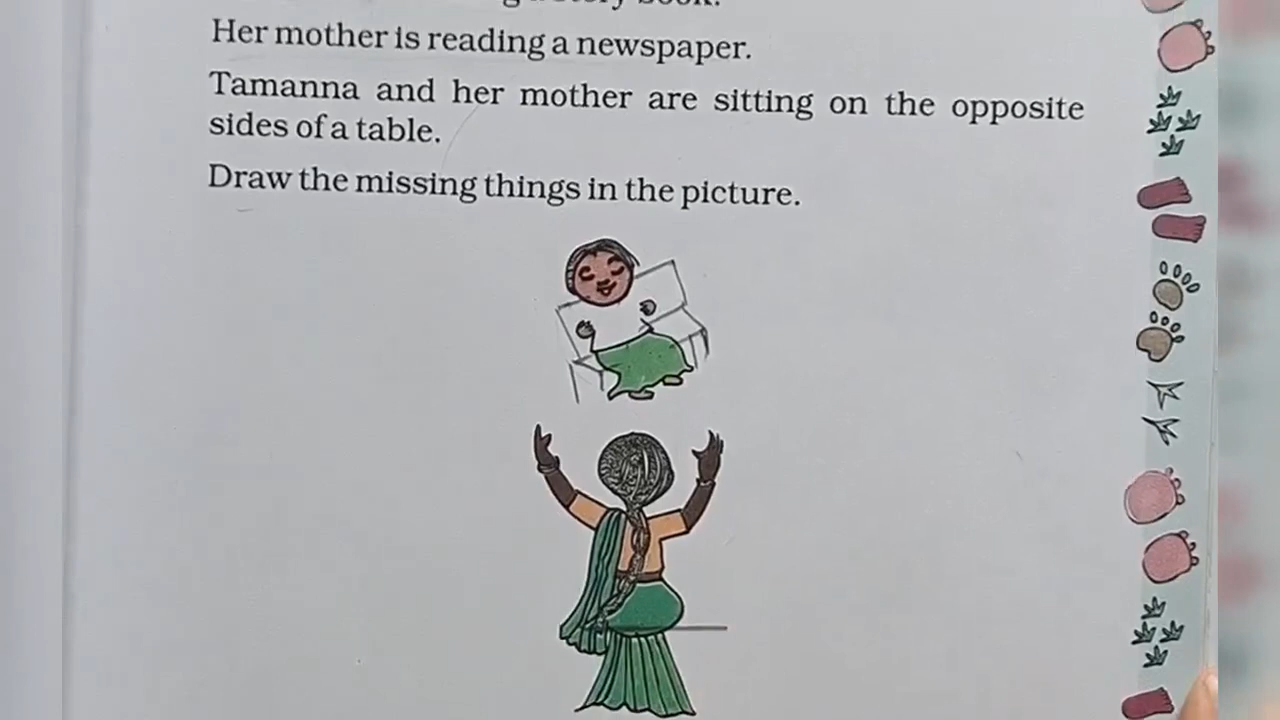 Her mother is reading a newspaper.
Tamanna and her mother are sitting on the opposite
sides of a table.
Draw the missing things in the picture.